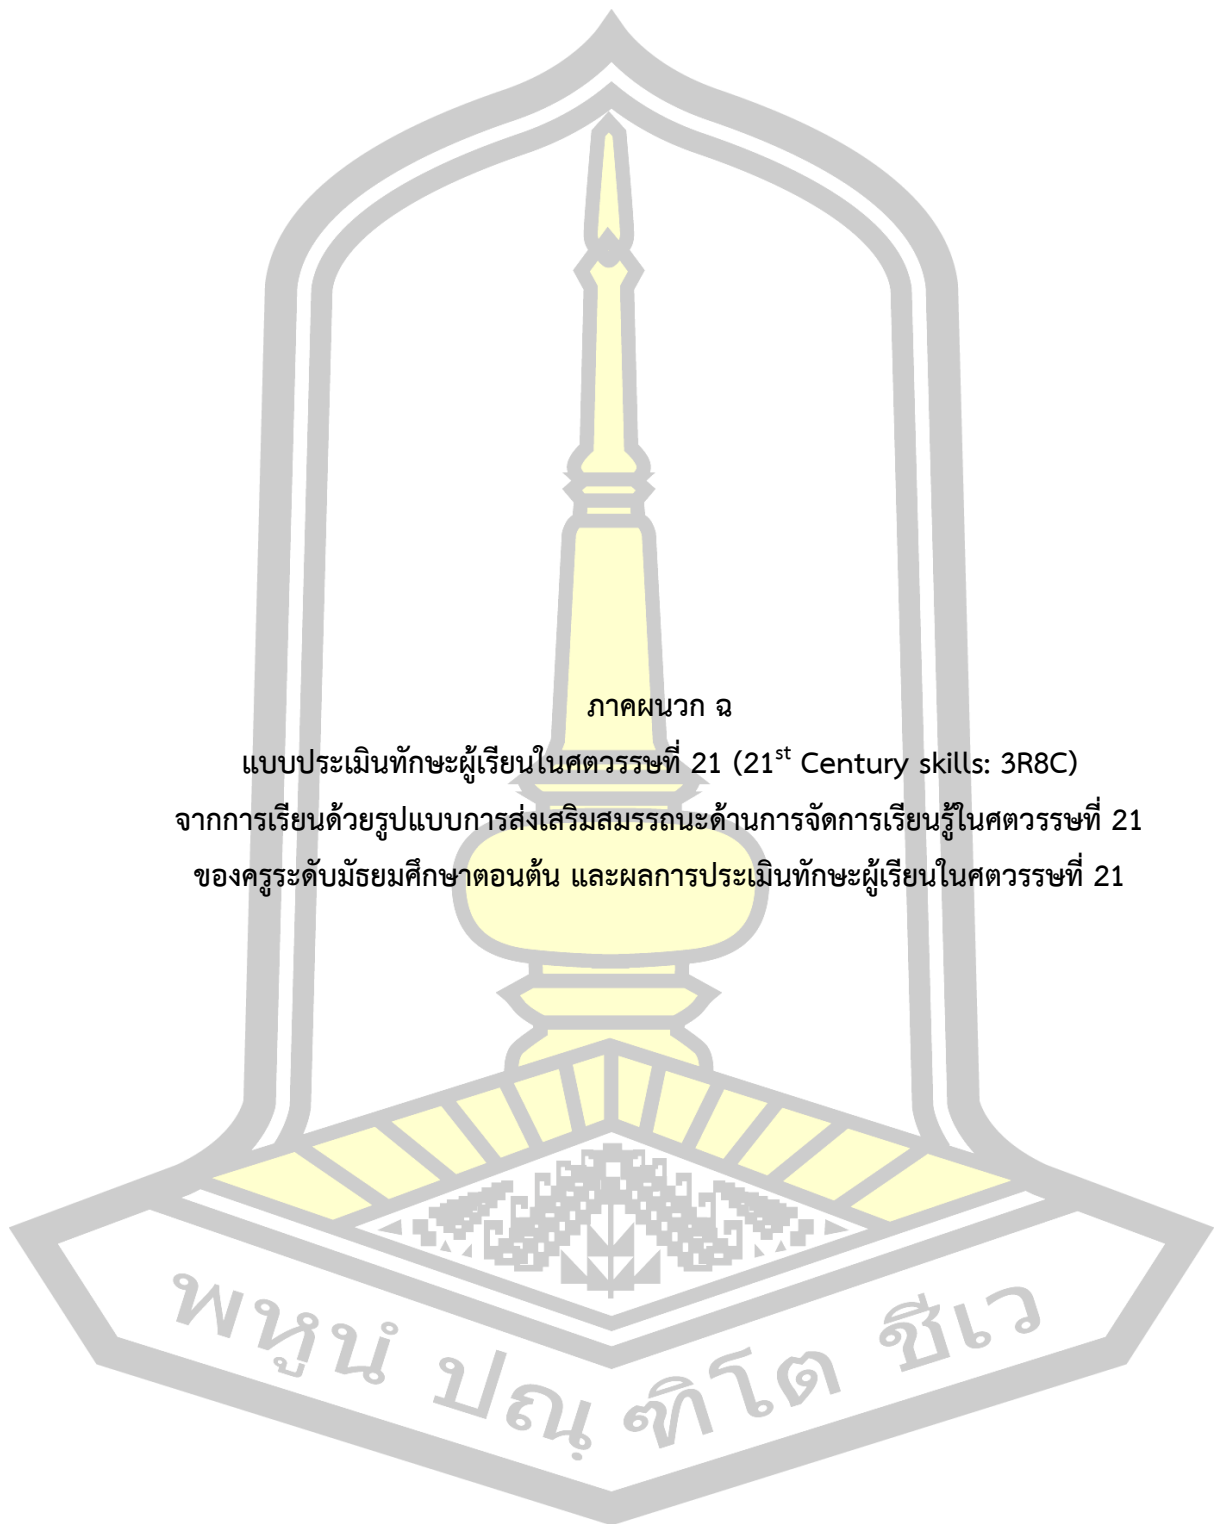 ภาคผนวก ฉ
แบบประเมินทักษะผู้เรียนในศตวรรษที่ 21 (21st Century skills: 3R8C)
จากการเรียนด้วยรูปแบบการส่งเสริมสมรรถนะด้านการจัดการเรียนรู้ในศตวรรษที่ 21
ของครูระดับมัธยมศึกษาตอนต้น และผลการประเมินทักษะผู้เรียนในศตวรรษที่ 21
พหูนํ ปณฺ ฑิโต ชีเว